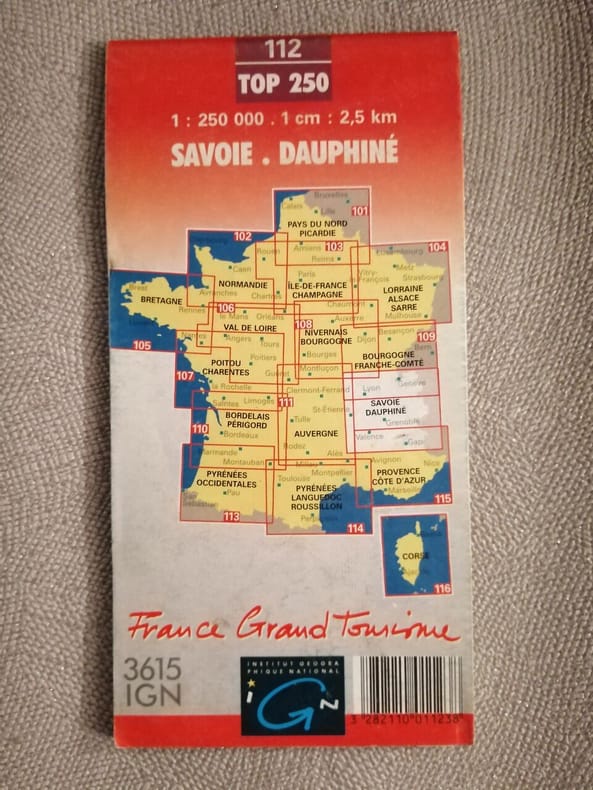 112
TOP 250
1 : 250 000 . 1 cm : 2,5 km
SAVOIE . DAUPHINÉ
Bruxelles
Calais
Lille
101
PAYS DU NORD
PICARDIE
102
Rouen
Amiens
103
Reims
Luxembourg
104
Caen
Paris
Metz
Vitry-
le-François
Strasbourg
NORMANDIE
ÎLE-DE-FRANCE
CHAMPAGNE
LORRAINE
ALSACE
SARRE
Brest
BRETAGNE
Avranches
Chartres
Chaumont
Mulhouse
Rennes
106
le Mans
Orléans
Auxerre
VAL DE LOIRE
108
NIVERNAIS
BOURGOGNE
Dijon
Besançon
109
105
Nantes
Angers
Tours
Bourges
Bern
BOURGOGNE
FRANCHE-COMTÉ
POITOU
CHARENTES
Poitiers
Guéret
Montluçon
107
la Rochelle
Genève
Lyon
Saintes
Limoges
111
Clermont-Ferrand
SAVOIE
DAUPHINÉ
BORDELAIS
PÉRIGORD
St-Étienne
Tulle
Grenoble
110
Bordeaux
AUVERGNE
Valence
Gap
Marmande
Rodez
Alès
Montauban
Avignon
Nice
PYRÉNÉES
OCCIDENTALES
Toulouse
Montpellier
PROVENCE
CÔTE D'AZUR
Pau
PYRÉNÉES
LANGUEDOC
ROUSSILLON
Marseille
115
San
Sebastian
113
Perpignan
114
CORSE
116
France Grand Tourisme
3615
IGN
INSTITUT GEOGRA
PHIQUE NATIONAL
IGN
3 282110 011238